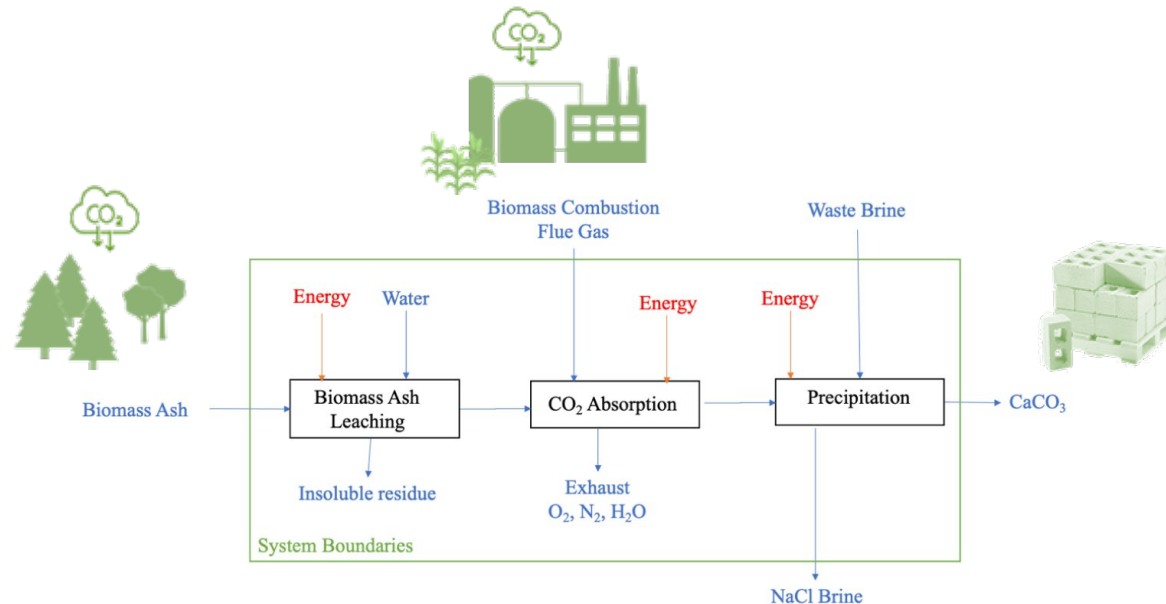 CO₂
CO₂
Biomass Combustion
Flue Gas
Waste Brine
Energy
Water
Energy
Energy
Biomass Ash
Biomass Ash
Leaching
CO₂ Absorption
Precipitation
CaCO₃
Insoluble residue
Exhaust
O₂, N₂, H₂O
System Boundaries
NaCl Brine